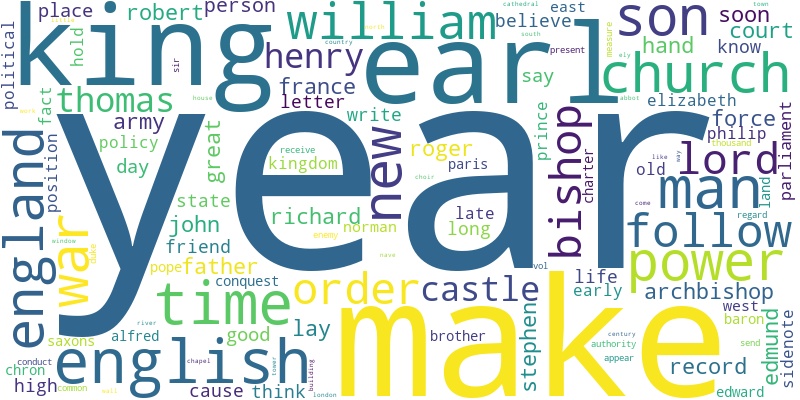 cathedral
town
king
place
robert
person
william
east
son
soon
believe
court
political
hold
henry
earl
south
country
sir
present
hand
know
measure
fact
thomas
france
say
church
letter
write
elizabeth
ely
abbot
army
great
year
new
prince
bishop
charter
force
philip
thousand
parliament
policy
roger
lord
day
kingdom
paris
old
like
way
england
position
receive
choir
man
land
come
state
richard
late
norman
long
follow
regard
war
john
enemy
friend
window
duke
pope
father
nave
vol
power
conquest
order
castle
life
early
archbishop
time
west
baron
river
saxons
alfred
good
lay
brother
stephen
century
authority
appear
send
edmund
sidenote
english
make
record
chron
conduct
chapel
tower
building
high
common
wall
cause
think
london
edward
house